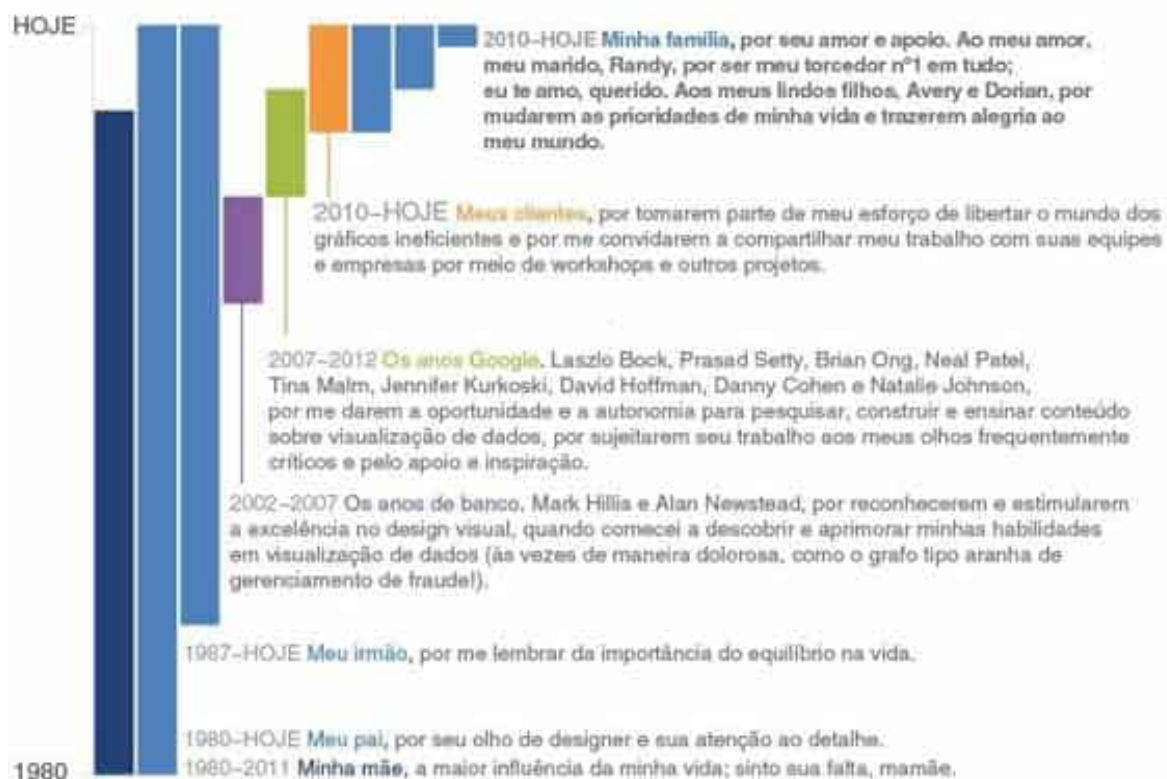 HOJE
2010–HOJE Minha família, por seu amor e apoio. Ao meu amor,
meu marido, Randy, por ser meu torcedor nº1 em tudo;
eu te amo, querido. Aos meus lindos filhos, Avery e Dorian, por
mudarem as prioridades de minha vida e trazerem alegria ao
meu mundo.
2010–HOJE Meus clientes, por tomarem parte de meu esforço de libertar o mundo dos
gráficos ineficientes e por me convidarem a compartilhar meu trabalho com suas equipes
e empresas por meio de workshops e outros projetos.
2007–2012 Os anos Google. Laszlo Bock, Prasad Setty, Brian Ong, Neal Patel,
Tina Malm, Jennifer Kurkoski, David Hoffman, Danny Cohen e Natalie Johnson,
por me darem a oportunidade e a autonomia para pesquisar, construir e ensinar conteúdo
sobre visualização de dados, por sujeitarem seu trabalho aos meus olhos frequentemente
críticos e pelo apoio e inspiração.
2002–2007 Os anos de banco. Mark Hillis e Alan Newstead, por reconhecerem e estimularem
a excelência no design visual, quando comecei a descobrir e aprimorar minhas habilidades
em visualização de dados (às vezes de maneira dolorosa, como o grafo tipo aranha de
gerenciamento de fraude!).
1987–HOJE Meu irmão, por me lembrar da importância do equilíbrio na vida.
1980–HOJE Meu pai, por seu olho de designer e sua atenção ao detalhe.
1980 1980–2011 Minha mãe, a maior influência da minha vida; sinto sua falta, mamãe.